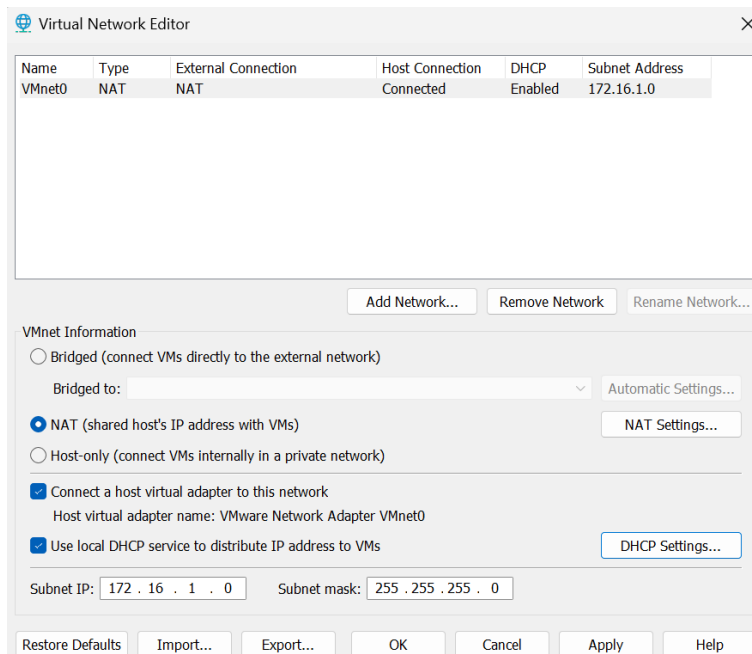 Virtual Network Editor
Name Type External Connection Host Connection DHCP Subnet Address
VMnet0 NAT NAT Connected Enabled 172.16.1.0
Add Network... Remove Network Rename Network...
VMnet Information
Bridged (connect VMs directly to the external network)
Bridged to: Automatic Settings...
NAT (shared host's IP address with VMs) NAT Settings...
Host-only (connect VMs internally in a private network)
Connect a host virtual adapter to this network
Host virtual adapter name: VMware Network Adapter VMnet0
Use local DHCP service to distribute IP address to VMs DHCP Settings...
Subnet IP: 172 . 16 . 1 . 0 Subnet mask: 255 . 255 . 255 . 0
Restore Defaults Import... Export... OK Cancel Apply Help